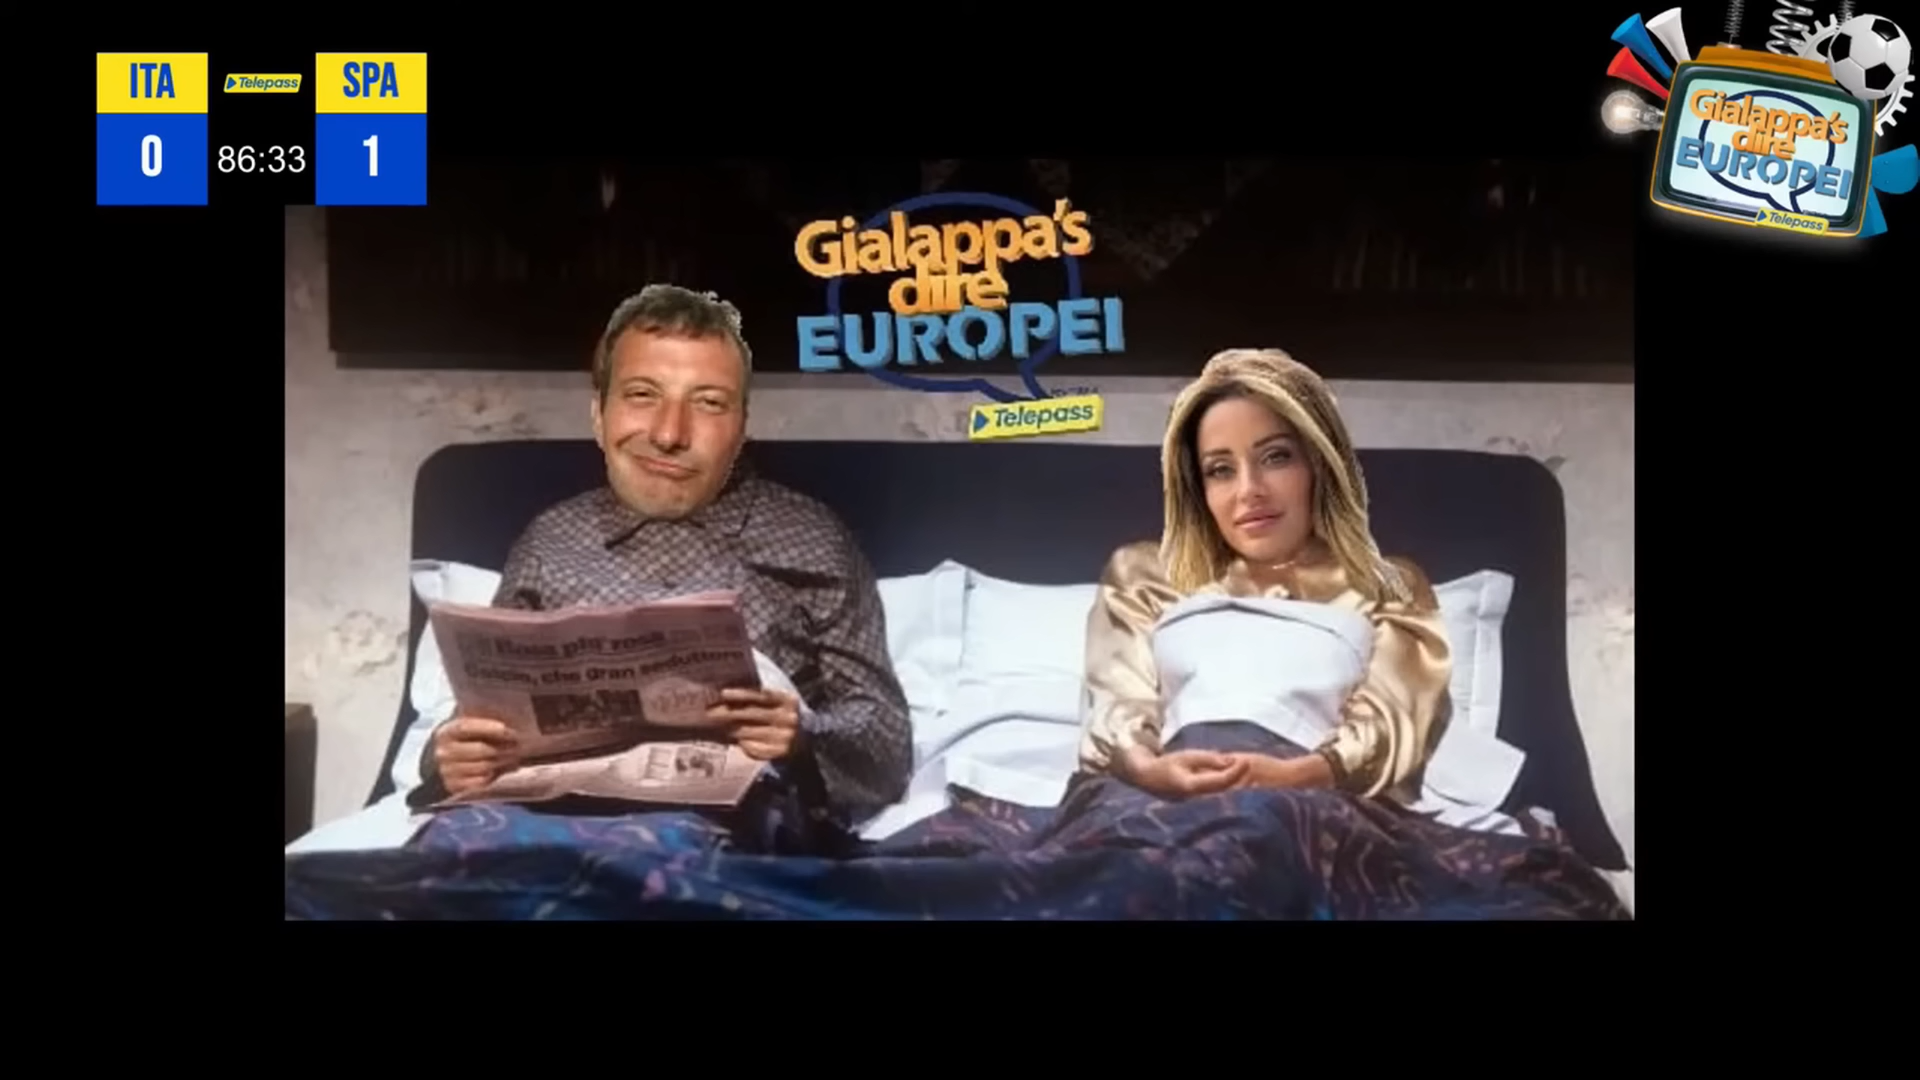 ITA
Telepass
SPA
0
86:33
1
Gialappa's
dire
EUROPEI
Telepass
Gialappa's
dire
EUROPEI
Telepass
Rosa più rosa
che gran seduttore